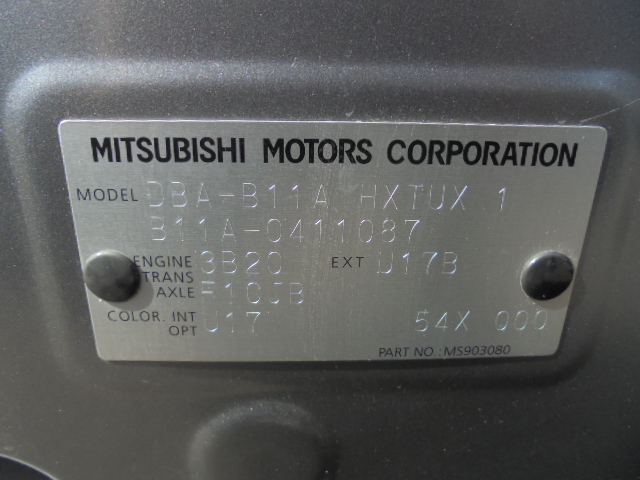 MITSUBISHI MOTORS CORPORATION
MODEL DBA-B11A HXTUX 1
B11A-0411087
ENGINE 3B20 EXT U17B
TRANS
AXLE F1CJB
COLOR. INT U17 54X 000
OPT
PART NO.: MS903080